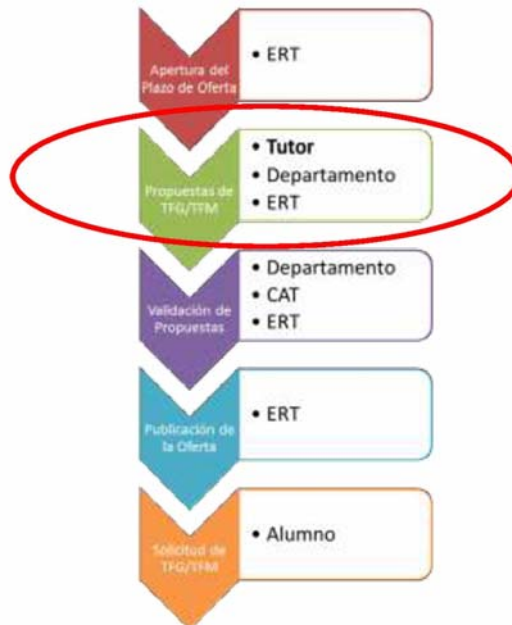 Apertura del
Plazo de Oferta
• ERT
Propuestas de
TFG/TFM
• Tutor
• Departamento
• ERT
Validación de
Propuestas
• Departamento
• CAT
• ERT
Publicación de
la Oferta
• ERT
Solicitud de
TFG/TFM
• Alumno